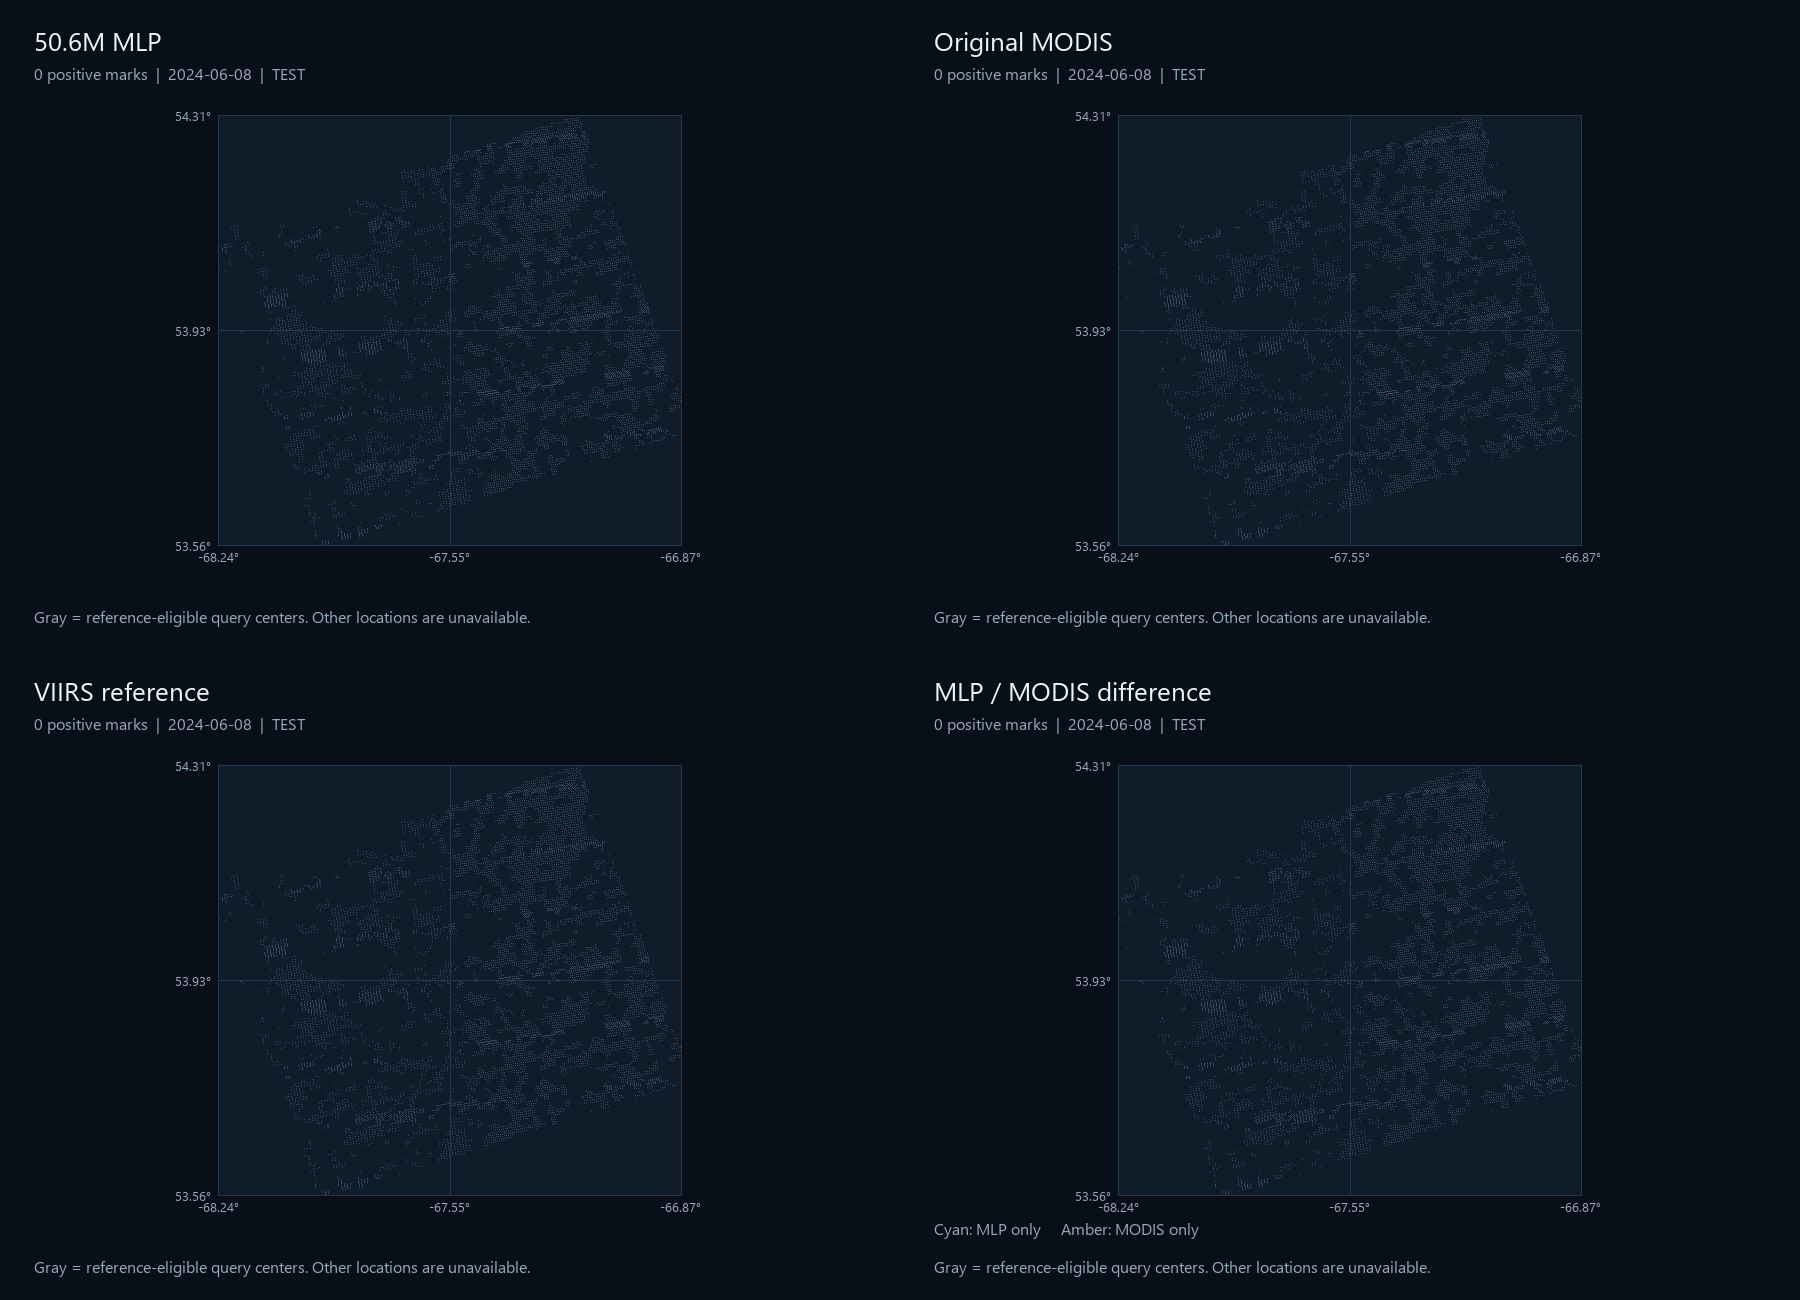 50.6M MLP
0 positive marks | 2024-06-08 | TEST
54.31°
53.93°
53.56°
-68.24°
-67.55°
-66.87°
Gray = reference-eligible query centers. Other locations are unavailable.
Original MODIS
0 positive marks | 2024-06-08 | TEST
54.31°
53.93°
53.56°
-68.24°
-67.55°
-66.87°
Gray = reference-eligible query centers. Other locations are unavailable.
VIIRS reference
0 positive marks | 2024-06-08 | TEST
54.31°
53.93°
53.56°
-68.24°
-67.55°
-66.87°
Gray = reference-eligible query centers. Other locations are unavailable.
MLP / MODIS difference
0 positive marks | 2024-06-08 | TEST
54.31°
53.93°
53.56°
-68.24°
-67.55°
-66.87°
Cyan: MLP only Amber: MODIS only
Gray = reference-eligible query centers. Other locations are unavailable.